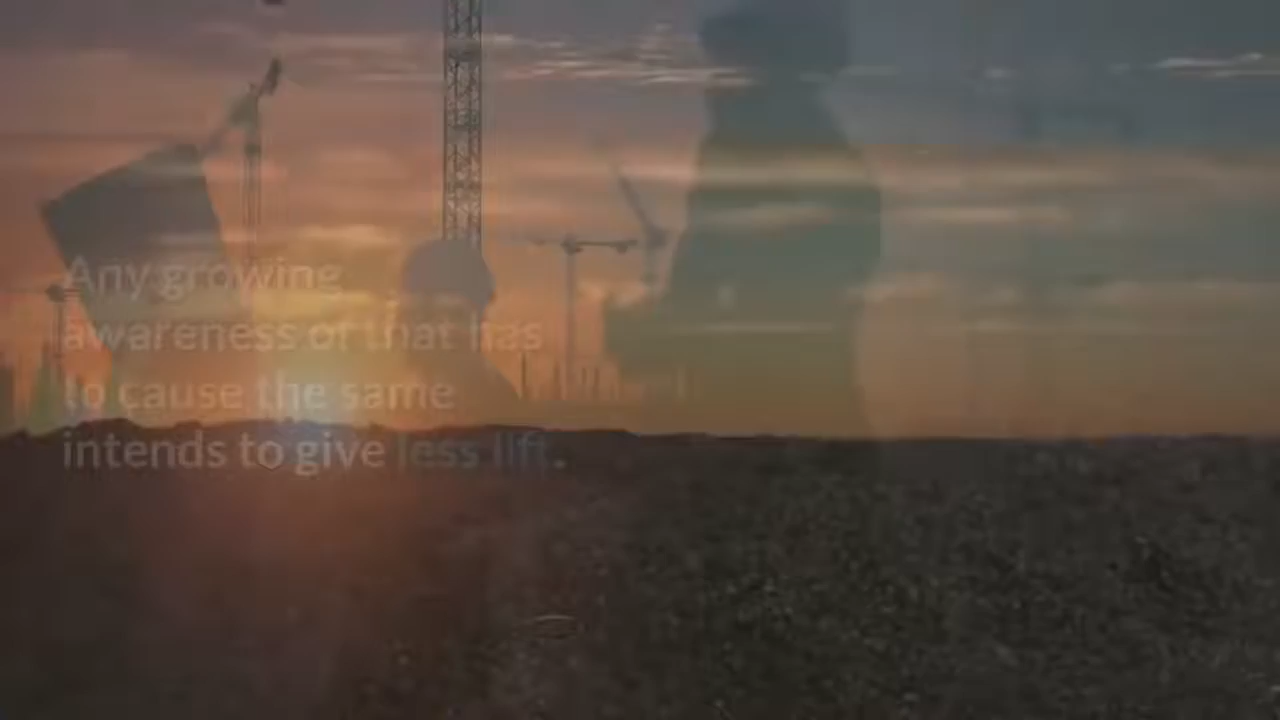 Any growing
awareness of that has
to cause the same
intends to give less lift.